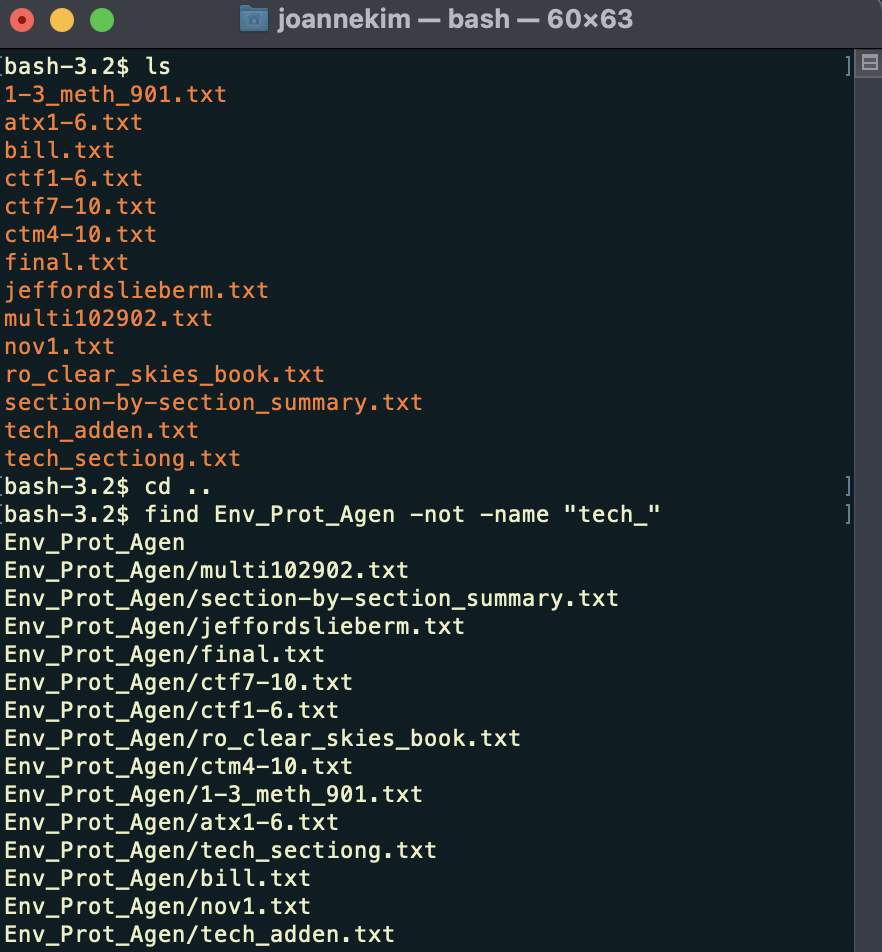 joannekim — bash — 60×63
bash-3.2$ ls
1-3_meth_901.txt
atx1-6.txt
bill.txt
ctf1-6.txt
ctf7-10.txt
ctm4-10.txt
final.txt
jeffordslieberm.txt
multi102902.txt
nov1.txt
ro_clear_skies_book.txt
section-by-section_summary.txt
tech_adden.txt
tech_sectiong.txt
bash-3.2$ cd ..
bash-3.2$ find Env_Prot_Agen -not -name "tech_"
Env_Prot_Agen
Env_Prot_Agen/multi102902.txt
Env_Prot_Agen/section-by-section_summary.txt
Env_Prot_Agen/jeffordslieberm.txt
Env_Prot_Agen/final.txt
Env_Prot_Agen/ctf7-10.txt
Env_Prot_Agen/ctf1-6.txt
Env_Prot_Agen/ro_clear_skies_book.txt
Env_Prot_Agen/ctm4-10.txt
Env_Prot_Agen/1-3_meth_901.txt
Env_Prot_Agen/atx1-6.txt
Env_Prot_Agen/tech_sectiong.txt
Env_Prot_Agen/bill.txt
Env_Prot_Agen/nov1.txt
Env_Prot_Agen/tech_adden.txt